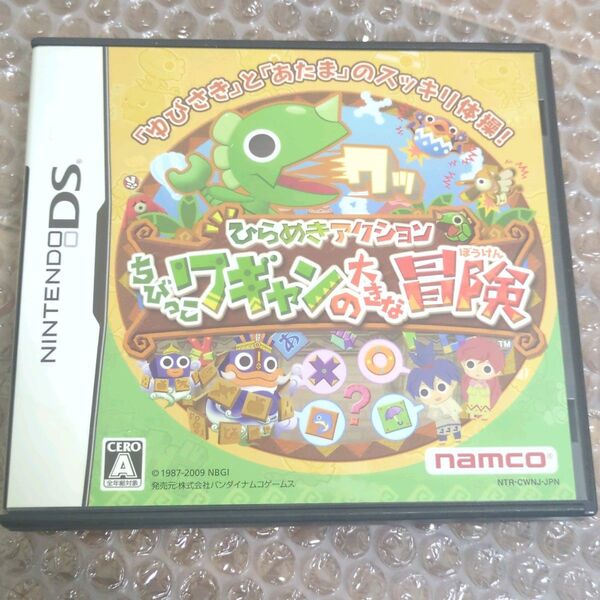 「ゆびさき」と「あたま」のスッキリ体操!
ワッ
ひらめきアクション
ちびっこワギャンの大きな冒険
ぼうけん
TM
あ
?
NINTENDO DS
CERO
A
全年齢対象
©1987-2009 NBGI
発売元:株式会社バンダイナムコゲームス
namco
NTR-CWNJ-JPN